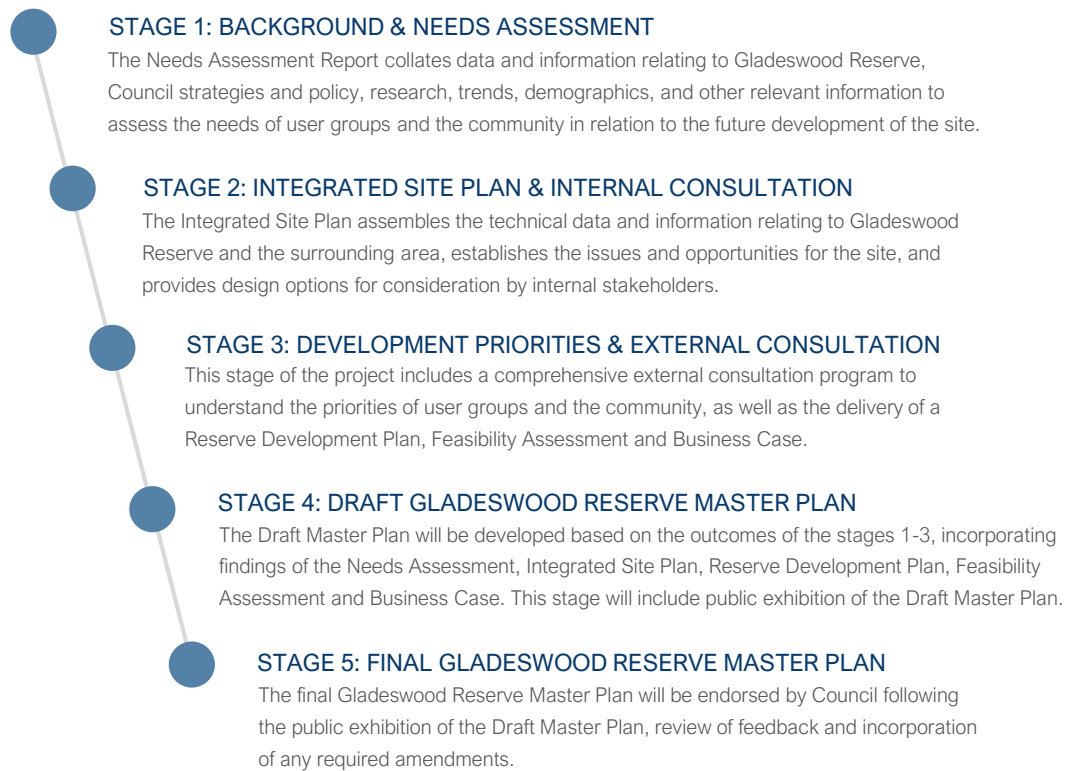 STAGE 1: BACKGROUND & NEEDS ASSESSMENT
The Needs Assessment Report collates data and information relating to Gladeswood Reserve,
Council strategies and policy, research, trends, demographics, and other relevant information to
assess the needs of user groups and the community in relation to the future development of the site.
STAGE 2: INTEGRATED SITE PLAN & INTERNAL CONSULTATION
The Integrated Site Plan assembles the technical data and information relating to Gladeswood
Reserve and the surrounding area, establishes the issues and opportunities for the site, and
provides design options for consideration by internal stakeholders.
STAGE 3: DEVELOPMENT PRIORITIES & EXTERNAL CONSULTATION
This stage of the project includes a comprehensive external consultation program to
understand the priorities of user groups and the community, as well as the delivery of a
Reserve Development Plan, Feasibility Assessment and Business Case.
STAGE 4: DRAFT GLADESWOOD RESERVE MASTER PLAN
The Draft Master Plan will be developed based on the outcomes of the stages 1-3, incorporating
findings of the Needs Assessment, Integrated Site Plan, Reserve Development Plan, Feasibility
Assessment and Business Case. This stage will include public exhibition of the Draft Master Plan.
STAGE 5: FINAL GLADESWOOD RESERVE MASTER PLAN
The final Gladeswood Reserve Master Plan will be endorsed by Council following
the public exhibition of the Draft Master Plan, review of feedback and incorporation
of any required amendments.